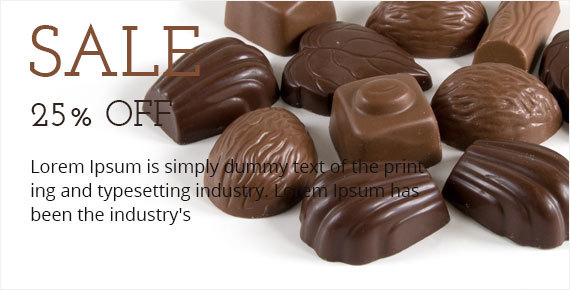 SALE
25% OFF
Lorem Ipsum is simply dummy text of the print-
ing and typesetting industry. Lorem Ipsum has
been the industry's